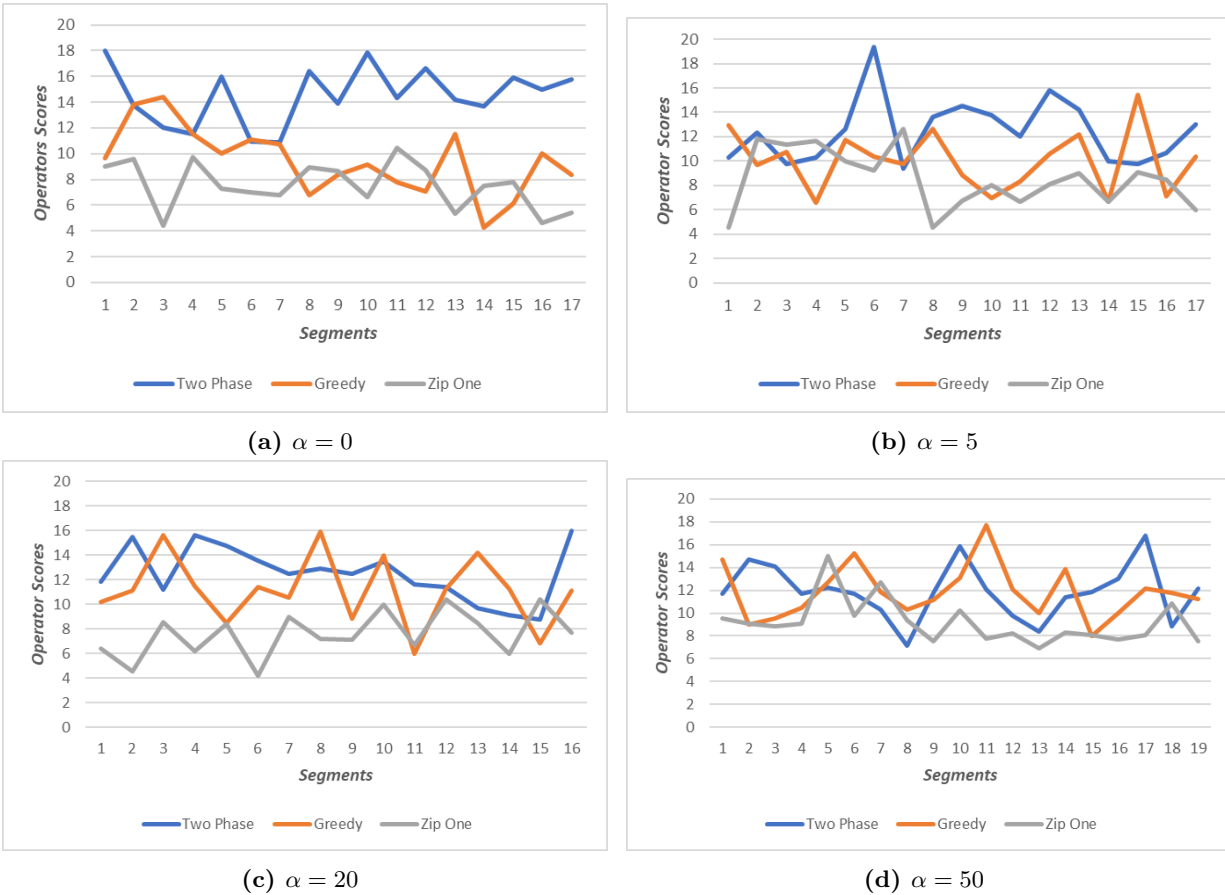 20
18
16
14
12
10
8
6
4
2
0
Operators Scores
1 2 3 4 5 6 7 8 9 10 11 12 13 14 15 16 17
Segments
Two Phase Greedy Zip One
(a) α = 0
20
18
16
14
12
10
8
6
4
2
0
Operator Scores
1 2 3 4 5 6 7 8 9 10 11 12 13 14 15 16 17
Segments
Two Phase Greedy Zip One
(b) α = 5
20
18
16
14
12
10
8
6
4
2
0
Operator Scores
1 2 3 4 5 6 7 8 9 10 11 12 13 14 15 16
Segments
Two Phase Greedy Zip One
(c) α = 20
20
18
16
14
12
10
8
6
4
2
0
Operator Scores
1 2 3 4 5 6 7 8 9 10 11 12 13 14 15 16 17 18 19
Segments
Two Phase Greedy Zip One
(d) α = 50